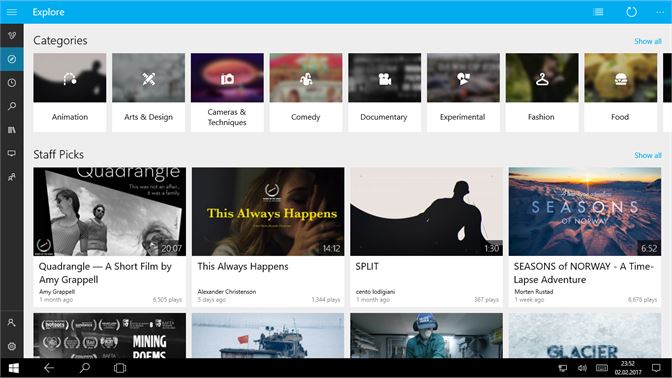 Explore
Categories
Show all
Animation
Arts & Design
Cameras &
Techniques
Comedy
Documentary
Experimental
Fashion
Food
Staff Picks
Show all
Quadrangle
This was not an affair...
it was a family.
20:07
This Always Happens
14:12
1:30
SEASONS
OF NORWAY
6:52
Quadrangle — A Short Film by
Amy Grappell
Amy Grappell
1 month ago
6,505 plays
This Always Happens
Alexander Christenson
5 days ago
1,344 plays
SPLIT
cento lodigiani
1 month ago
387 plays
SEASONS of NORWAY - A Time-
Lapse Adventure
Morten Rustad
1 week ago
6,676 plays
hotdocs
BAFTA
MINING
POEMS
GLACIER
23:52
02.02.2017